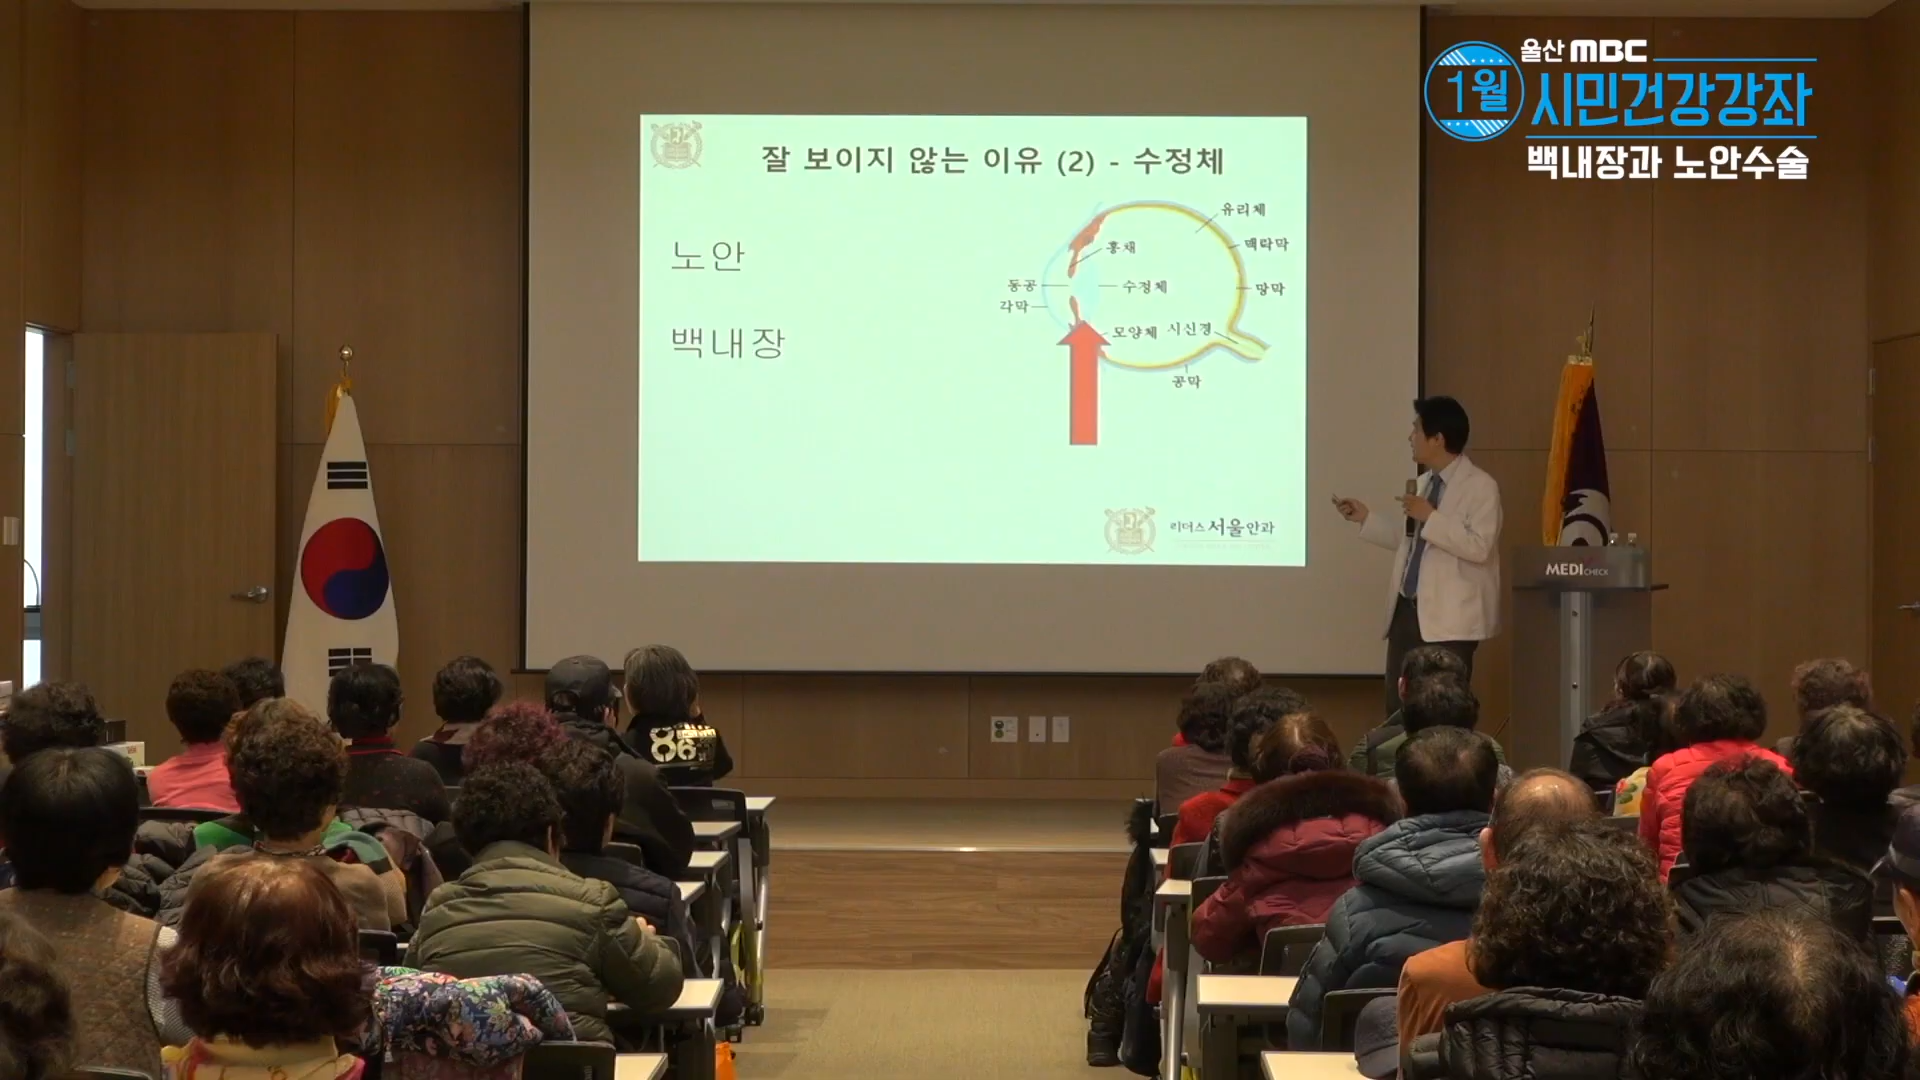 울산 MBC
1월 시민건강강좌
백내장과 노안수술
잘 보이지 않는 이유 (2) - 수정체
노안
백내장
유리체
맥락막
홍채
동공
수정체
망막
각막
모양체
시신경
공막
리더스 서울안과
MEDI CHECK
86